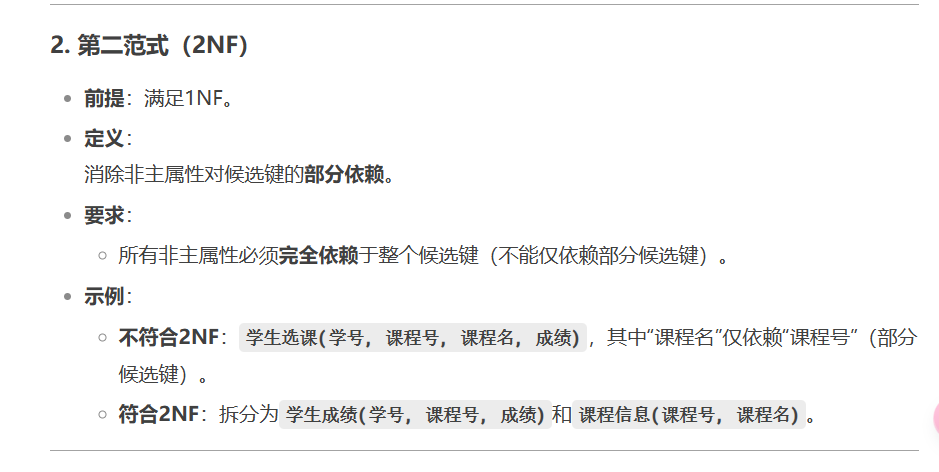 2. 第二范式（2NF）
前提：满足1NF。
定义：
消除非主属性对候选键的部分依赖。
要求：
所有非主属性必须完全依赖于整个候选键（不能仅依赖部分候选键）。
示例：
不符合2NF：学生选课(学号, 课程号, 课程名, 成绩)，其中“课程名”仅依赖“课程号”（部分
候选键）。
符合2NF：拆分为学生成绩(学号, 课程号, 成绩)和课程信息(课程号, 课程名)。